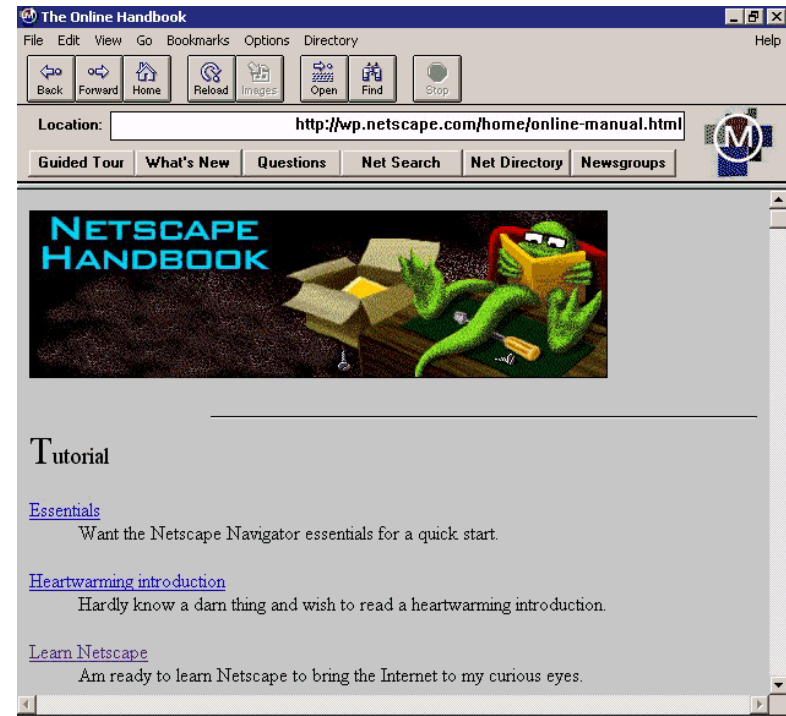 The Online Handbook
File Edit View Go Bookmarks Options Directory Help
Back Forward Home Reload Images Open Find Stop
Location: http://wp.netscape.com/home/online-manual.html
M
Guided Tour What's New Questions Net Search Net Directory Newsgroups
NETSCAPE
HANDBOOK
Tutorial
Essentials
Want the Netscape Navigator essentials for a quick start.
Heartwarming introduction
Hardly know a darn thing and wish to read a heartwarming introduction.
Learn Netscape
Am ready to learn Netscape to bring the Internet to my curious eyes.